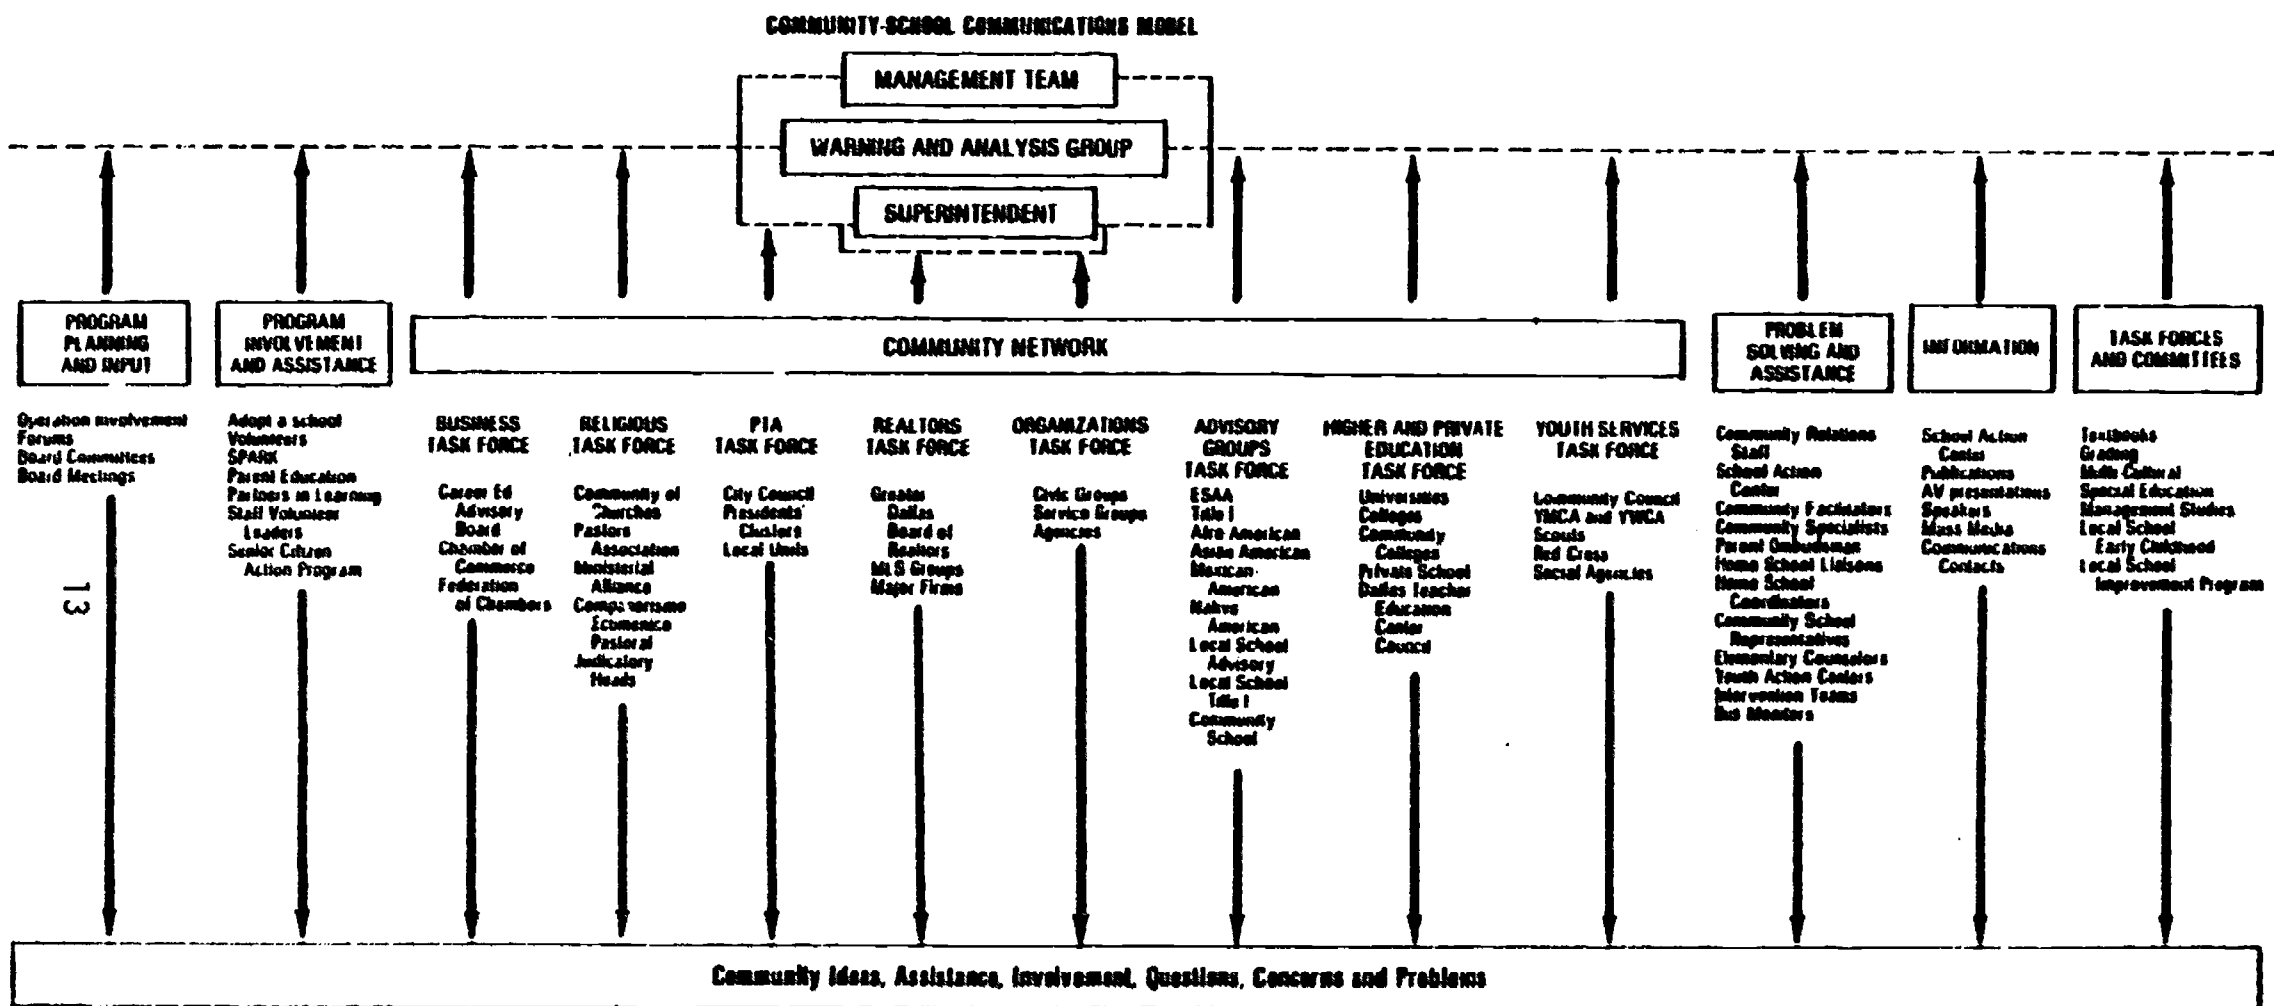 COMMUNITY-SCHOOL COMMUNICATIONS MODEL
MANAGEMENT TEAM
WARNING AND ANALYSIS GROUP
SUPERINTENDENT
PROGRAM
PLANNING
AND INPUT
PROGRAM
INVOLVEMENT
AND ASSISTANCE
COMMUNITY NETWORK
PROBLEM
SOLVING AND
ASSISTANCE
INFORMATION
TASK FORCES
AND COMMITTEES
Operation involvement
Forums
Board Committees
Board Meetings
Adopt a school
Volunteers
SPARK
Parent Education
Partners in Learning
Staff Volunteer
Leaders
Senior Citizen
Action Program
BUSINESS
TASK FORCE
Career Ed
Advisory
Board
Chamber of
Commerce
Federation
of Chambers
RELIGIOUS
TASK FORCE
Community of
Churches
Pastors
Association
Ministerial
Alliance
Ecumenico
Pastoral
Judicatory
Heads
PTA
TASK FORCE
City Council
Presidents'
Clusters
Local Units
REALTORS
TASK FORCE
Greater
Dallas
Board of
Realtors
MLS Groups
Major Firms
ORGANIZATIONS
TASK FORCE
Civic Groups
Service Groups
Agencies
ADVISORY
GROUPS
TASK FORCE
ESAA
Title I
Afro American
Asian American
Mexican
American
Native
American
Local School
Advisory
Local School
Title I
Community
School
HIGHER AND PRIVATE
EDUCATION
TASK FORCE
Universities
Colleges
Community
Colleges
Private School
Dallas Teacher
Education
Center
Council
YOUTH SERVICES
TASK FORCE
Community Council
YMCA and YWCA
Scouts
Red Cross
Social Agencies
Community Relations
Staff
School Action
Center
Community Facilitators
Community Specialists
Parent Ombudsman
Home School Liaisons
Home School
Coordinators
Community School
Representatives
Elementary Counselors
Youth Action Centers
Intervention Teams
Bus Monitors
School Action
Center
Publications
AV presentations
Speakers
Mass Media
Communications
Contacts
Textbooks
Grading
Multi-Cultural
Special Education
Management Studies
Local School
Early Childhood
Local School
Improvement Program
13
Community Ideas, Assistance, Involvement, Questions, Concerns and Problems